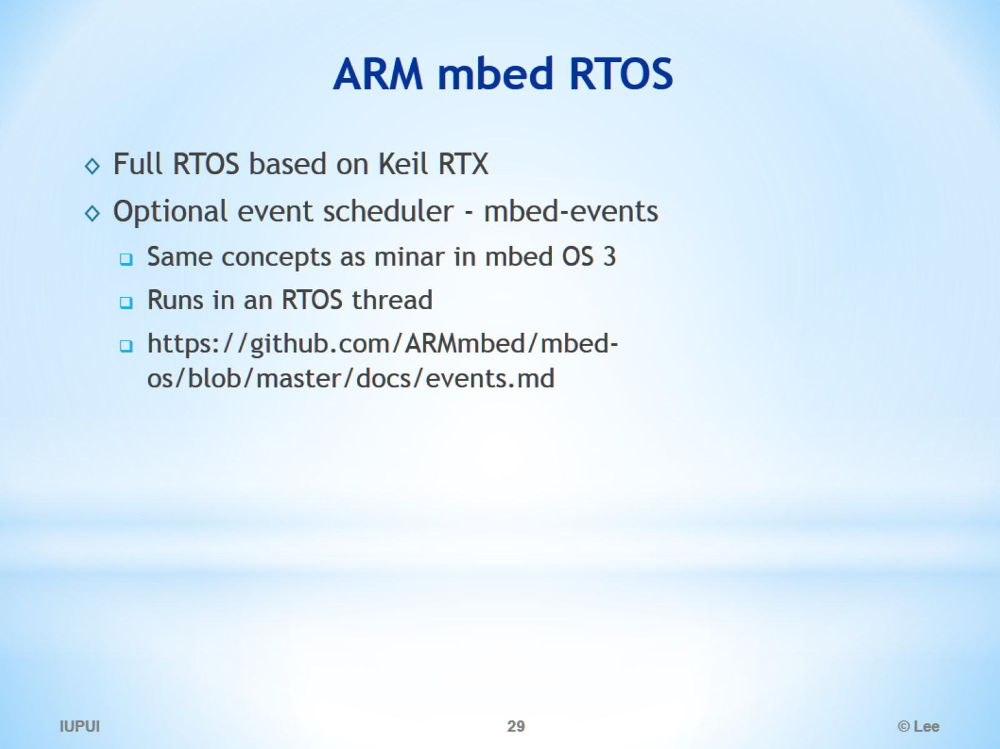 ARM mbed RTOS
◇ Full RTOS based on Keil RTX
◇ Optional event scheduler - mbed-events
❑ Same concepts as minar in mbed OS 3
❑ Runs in an RTOS thread
❑ https://github.com/ARMmbed/mbed-
os/blob/master/docs/events.md
IUPUI
29
© Lee